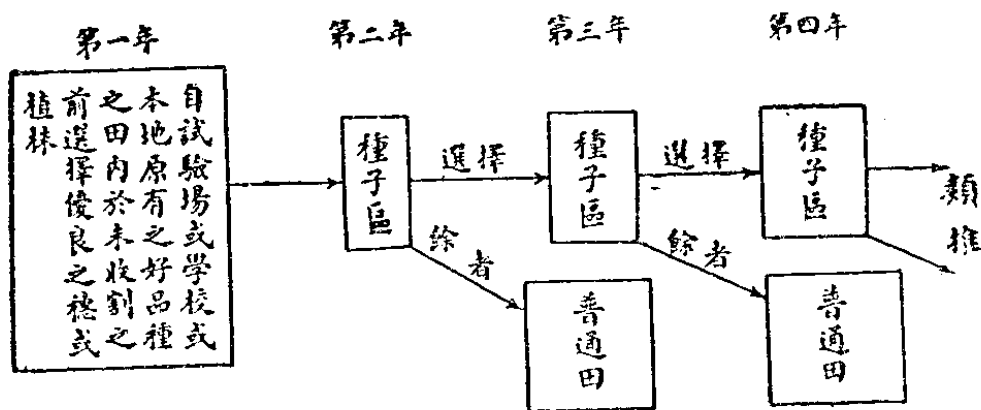 第一年
第二年
第三年
第四年
自試驗場或学校或
本地原有之好品種
之田内於未收割之
前選擇優良之穗或
植株
種子區
選擇
種子區
選擇
種子區
類推
餘者
餘者
普通田
普通田